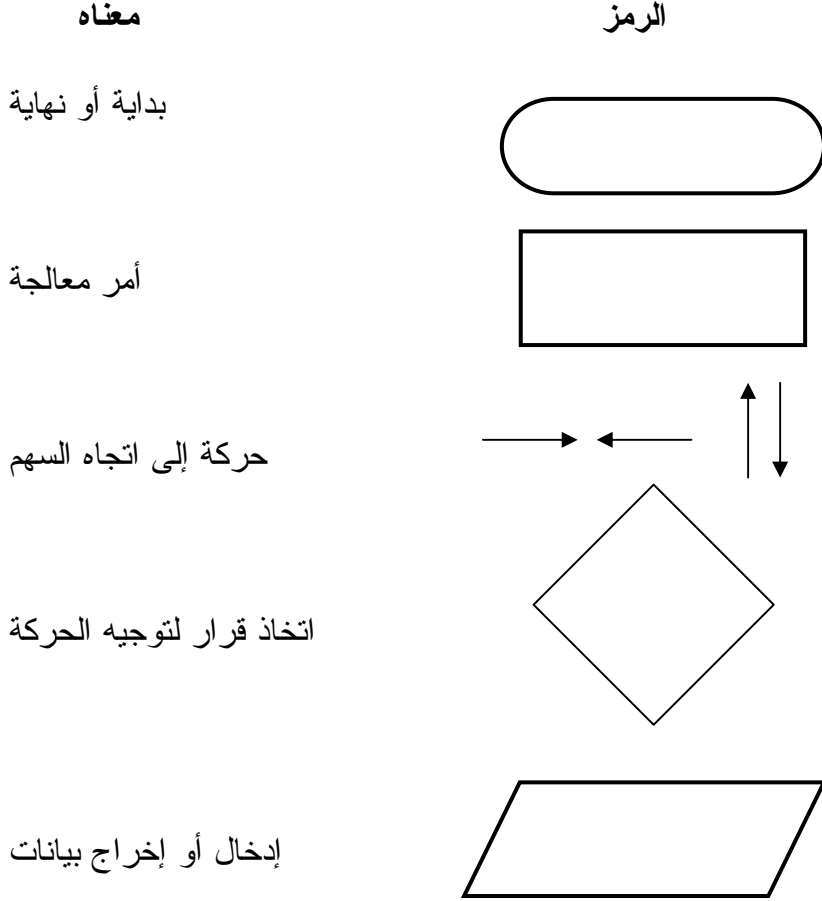 الرمز معناه
بداية أو نهاية
أمر معالجة
حركة إلى اتجاه السهم
اتخاذ قرار لتوجيه الحركة
إدخال أو إخراج بيانات